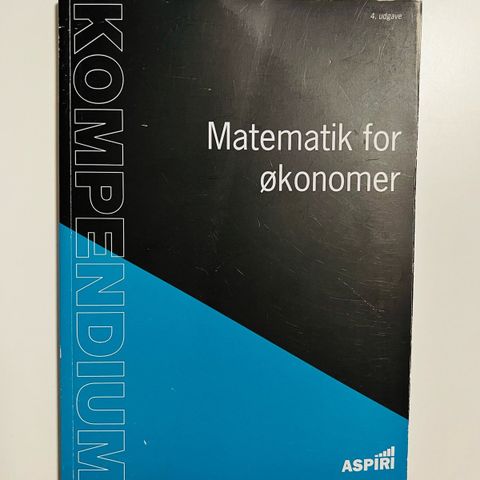 4. udgave
KOMPENDIUM
Matematik for
økonomer
ASPIRI